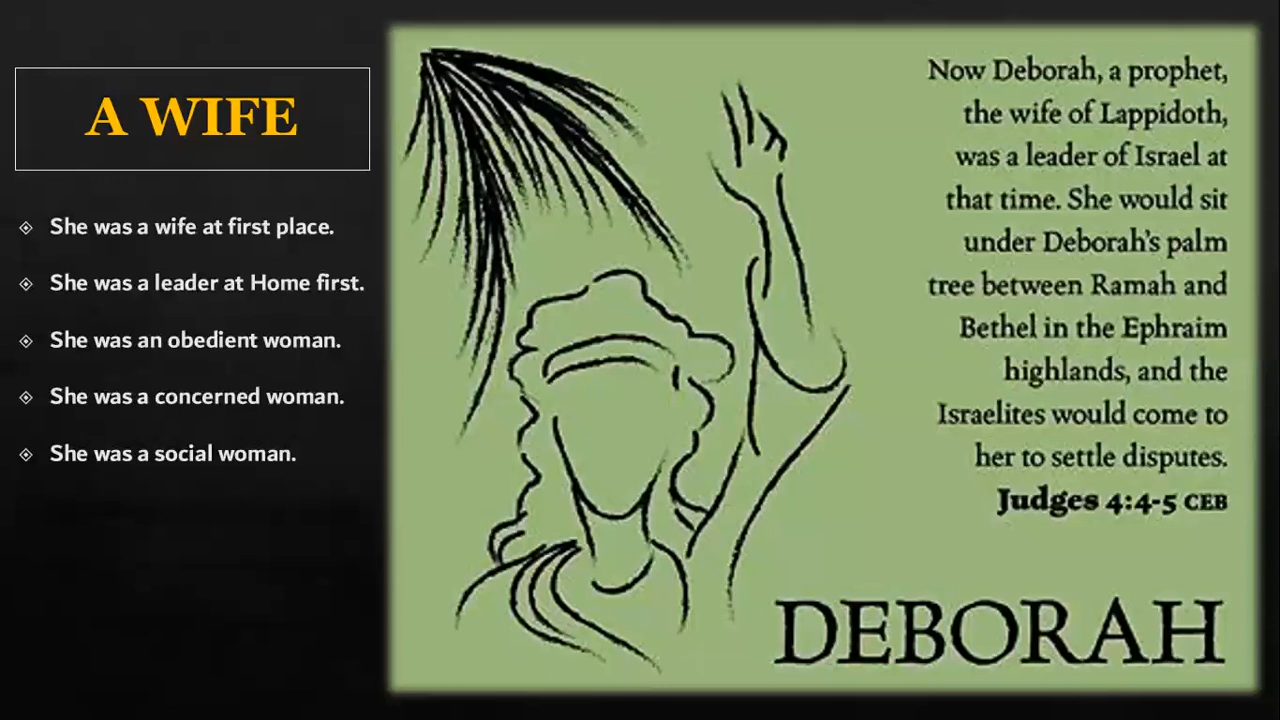 A WIFE
She was a wife at first place.
She was a leader at Home first.
She was an obedient woman.
She was a concerned woman.
She was a social woman.
Now Deborah, a prophet,
the wife of Lappidoth,
was a leader of Israel at
that time. She would sit
under Deborah's palm
tree between Ramah and
Bethel in the Ephraim
highlands, and the
Israelites would come to
her to settle disputes.
Judges 4:4-5 CEB
DEBORAH